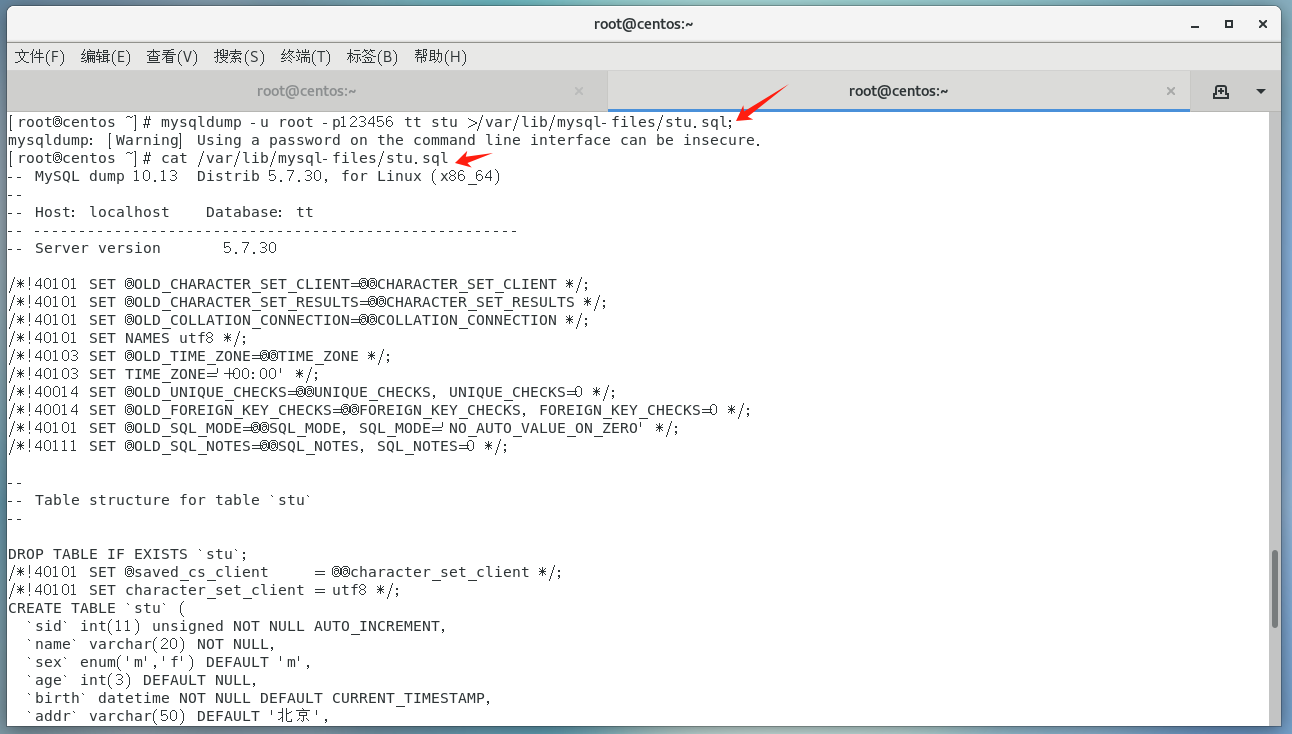 root@centos:~
文件(F) 编辑(E) 查看(V) 搜索(S) 终端(T) 标签(B) 帮助(H)
root@centos:~ × root@centos:~ ×
[root@centos ~]# mysqldump -u root -p123456 tt stu >/var/lib/mysql-files/stu.sql;
mysqldump: [Warning] Using a password on the command line interface can be insecure.
[root@centos ~]# cat /var/lib/mysql-files/stu.sql
-- MySQL dump 10.13  Distrib 5.7.30, for Linux (x86_64)
--
-- Host: localhost    Database: tt
-- ------------------------------------------------------
-- Server version	5.7.30
/*!40101 SET @OLD_CHARACTER_SET_CLIENT=@@CHARACTER_SET_CLIENT */;
/*!40101 SET @OLD_CHARACTER_SET_RESULTS=@@CHARACTER_SET_RESULTS */;
/*!40101 SET @OLD_COLLATION_CONNECTION=@@COLLATION_CONNECTION */;
/*!40101 SET NAMES utf8 */;
/*!40103 SET @OLD_TIME_ZONE=@@TIME_ZONE */;
/*!40103 SET TIME_ZONE='+00:00' */;
/*!40014 SET @OLD_UNIQUE_CHECKS=@@UNIQUE_CHECKS, UNIQUE_CHECKS=0 */;
/*!40014 SET @OLD_FOREIGN_KEY_CHECKS=@@FOREIGN_KEY_CHECKS, FOREIGN_KEY_CHECKS=0 */;
/*!40101 SET @OLD_SQL_MODE=@@SQL_MODE, SQL_MODE='NO_AUTO_VALUE_ON_ZERO' */;
/*!40111 SET @OLD_SQL_NOTES=@@SQL_NOTES, SQL_NOTES=0 */;
--
-- Table structure for table `stu`
--
DROP TABLE IF EXISTS `stu`;
/*!40101 SET @saved_cs_client     = @@character_set_client */;
/*!40101 SET character_set_client = utf8 */;
CREATE TABLE `stu` (
  `sid` int(11) unsigned NOT NULL AUTO_INCREMENT,
  `name` varchar(20) NOT NULL,
  `sex` enum('m','f') DEFAULT 'm',
  `age` int(3) DEFAULT NULL,
  `birth` datetime NOT NULL DEFAULT CURRENT_TIMESTAMP,
  `addr` varchar(50) DEFAULT '北京',